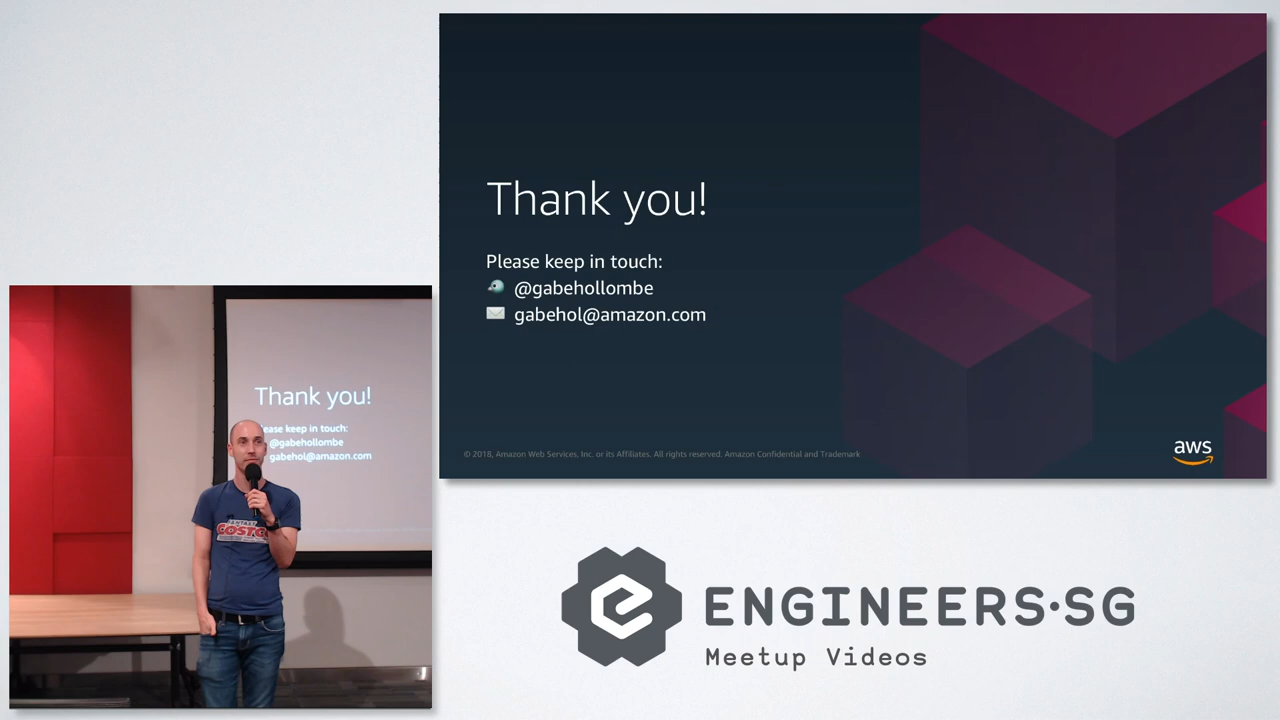 Thank you!
Please keep in touch:
@gabehollombe
gabehol@amazon.com
© 2018, Amazon Web Services, Inc. or its Affiliates. All rights reserved. Amazon Confidential and Trademark
aws
Thank you!
ease keep in touch:
@gabehollombe
gabehol@amazon.com
COSTCO
ENGINEERS·SG
Meetup Videos